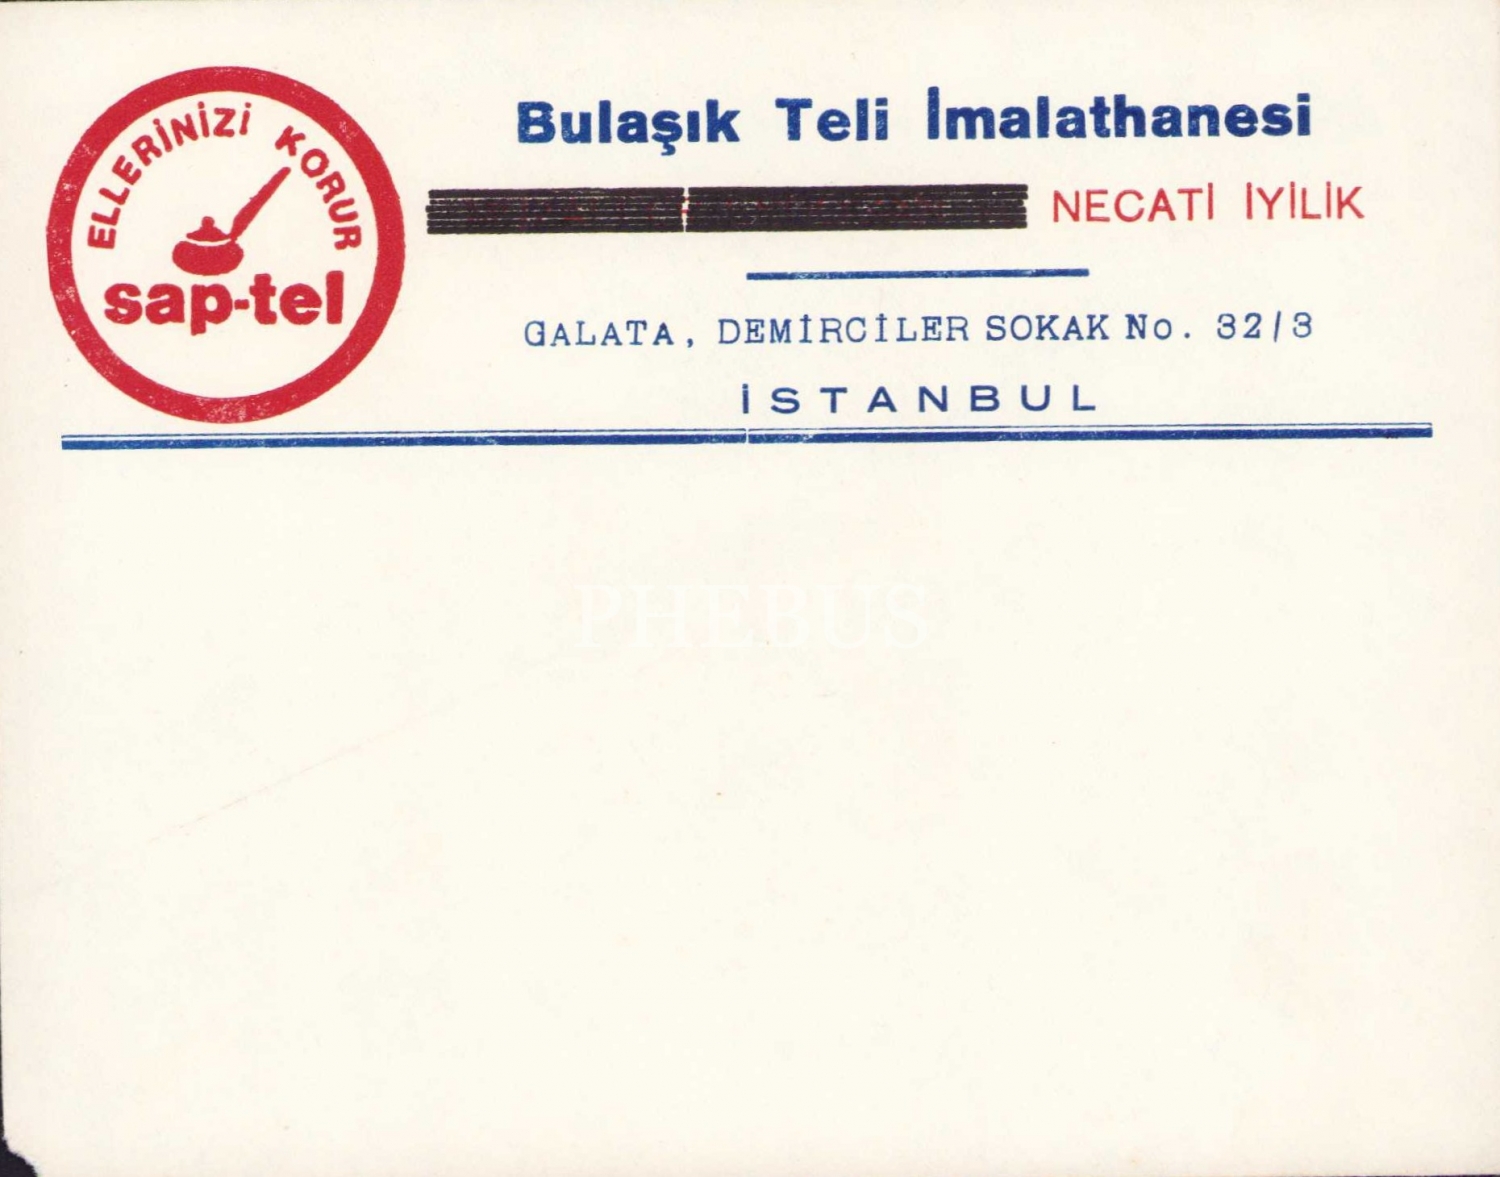 ELLERİNİZİ KORUR
sap-tel
Bulaşık Teli İmalathanesi
NECATİ İYİLİK
GALATA, DEMİRCİLER SOKAK No. 32/3
İSTANBUL
PHEBUS